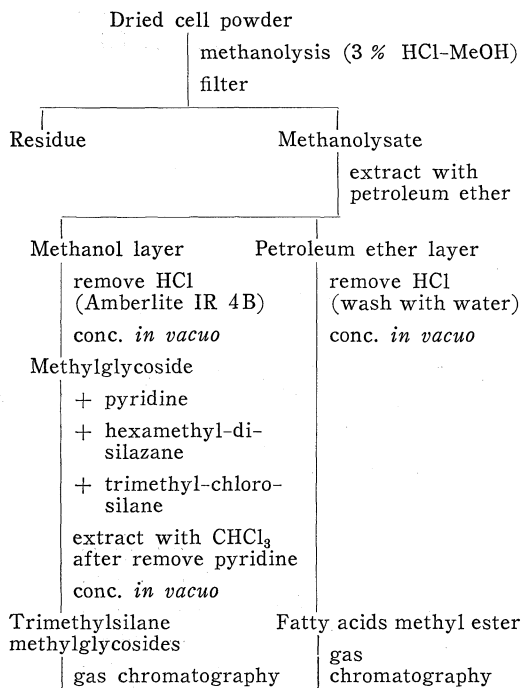 Dried cell powder
methanolysis (3 % HCl-MeOH)
filter
Residue
Methanolysate
extract with
petroleum ether
Methanol layer
remove HCl
(Amberlite IR 4B)
conc. in vacuo
Methylglycoside
+ pyridine
+ hexamethyl-di-
silazane
+ trimethyl-chloro-
silane
extract with CHCl₃
after remove pyridine
conc. in vacuo
Trimethylsilane
methylglycosides
gas chromatography
Petroleum ether layer
remove HCl
(wash with water)
conc. in vacuo
Fatty acids methyl ester
gas
chromatography